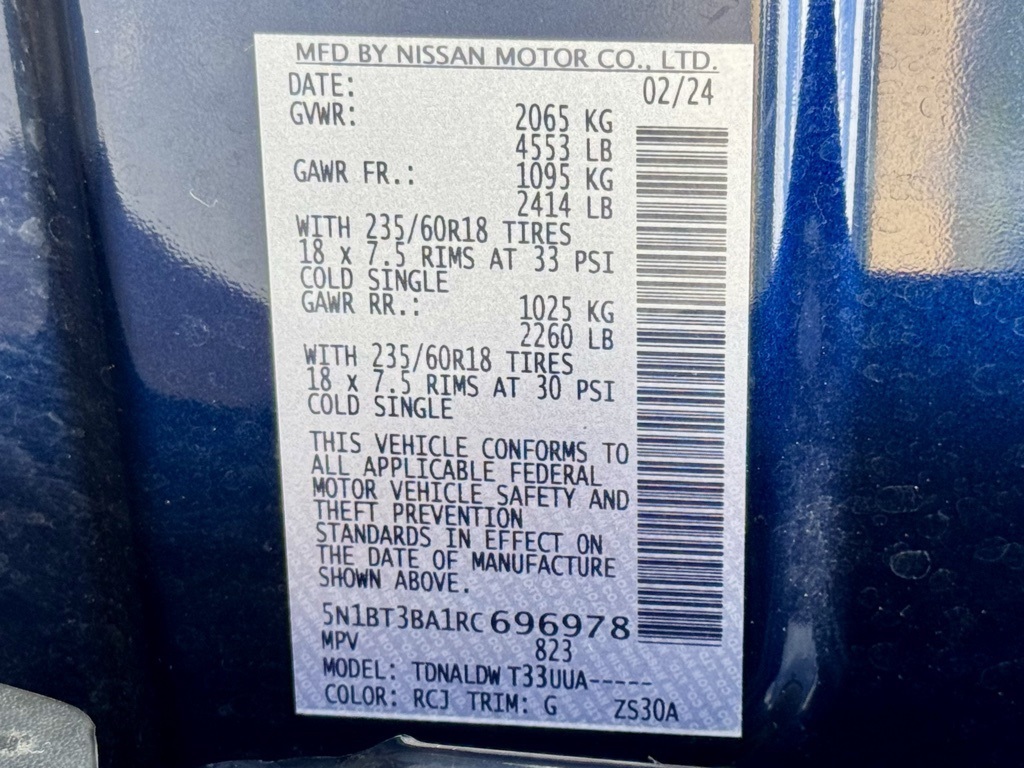 MFD BY NISSAN MOTOR CO., LTD.
DATE: 02/24
GVWR: 2065 KG
4553 LB
GAWR FR.: 1095 KG
2414 LB
WITH 235/60R18 TIRES
18 x 7.5 RIMS AT 33 PSI
COLD SINGLE
GAWR RR.: 1025 KG
2260 LB
WITH 235/60R18 TIRES
18 x 7.5 RIMS AT 30 PSI
COLD SINGLE
THIS VEHICLE CONFORMS TO
ALL APPLICABLE FEDERAL
MOTOR VEHICLE SAFETY AND
THEFT PREVENTION
STANDARDS IN EFFECT ON
THE DATE OF MANUFACTURE
SHOWN ABOVE.
5N1BT3BA1RC696978
MPV 823
MODEL: TDNALDW T33UUA-----
COLOR: RCJ TRIM: G ZS30A